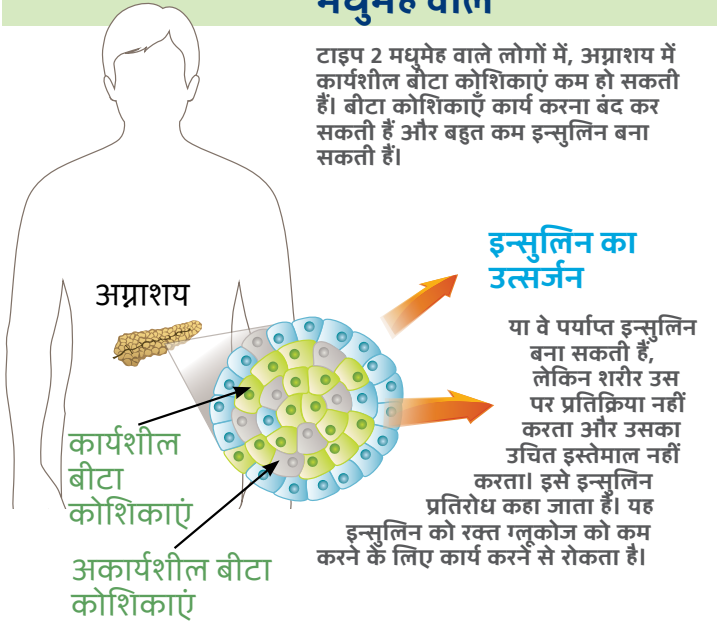 मधुमेह वाले
टाइप 2 मधुमेह वाले लोगों में, अग्नाशय में
कार्यशील बीटा कोशिकाएं कम हो सकती
हैं। बीटा कोशिकाएँ कार्य करना बंद कर
सकती हैं और बहुत कम इन्सुलिन बना
सकती हैं।
इन्सुलिन का
उत्सर्जन
अग्नाशय
या वे पर्याप्त इन्सुलिन
बना सकती हैं,
लेकिन शरीर उस
पर प्रतिक्रिया नहीं
करता और उसका
उचित इस्तेमाल नहीं
करता। इसे इन्सुलिन
प्रतिरोध कहा जाता है। यह
इन्सुलिन को रक्त ग्लूकोज को कम
करने के लिए कार्य करने से रोकता है।
कार्यशील
बीटा
कोशिकाएं
अकार्यशील बीटा
कोशिकाएं